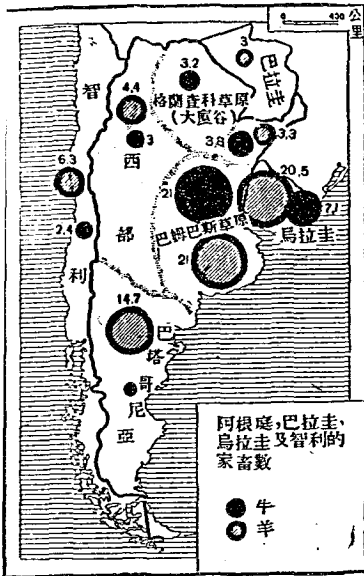 0 400 公里
3
巴拉圭
3.2
格蘭查科草原
4.4
3
3.8
3.3
6.3
智利
西部
21
20.5
7.1
烏拉圭
2.4
巴姆巴斯草原
21
14.7
巴塔哥尼亞
阿根庭,巴拉圭,
烏拉圭及智利的
家畜數
牛
羊